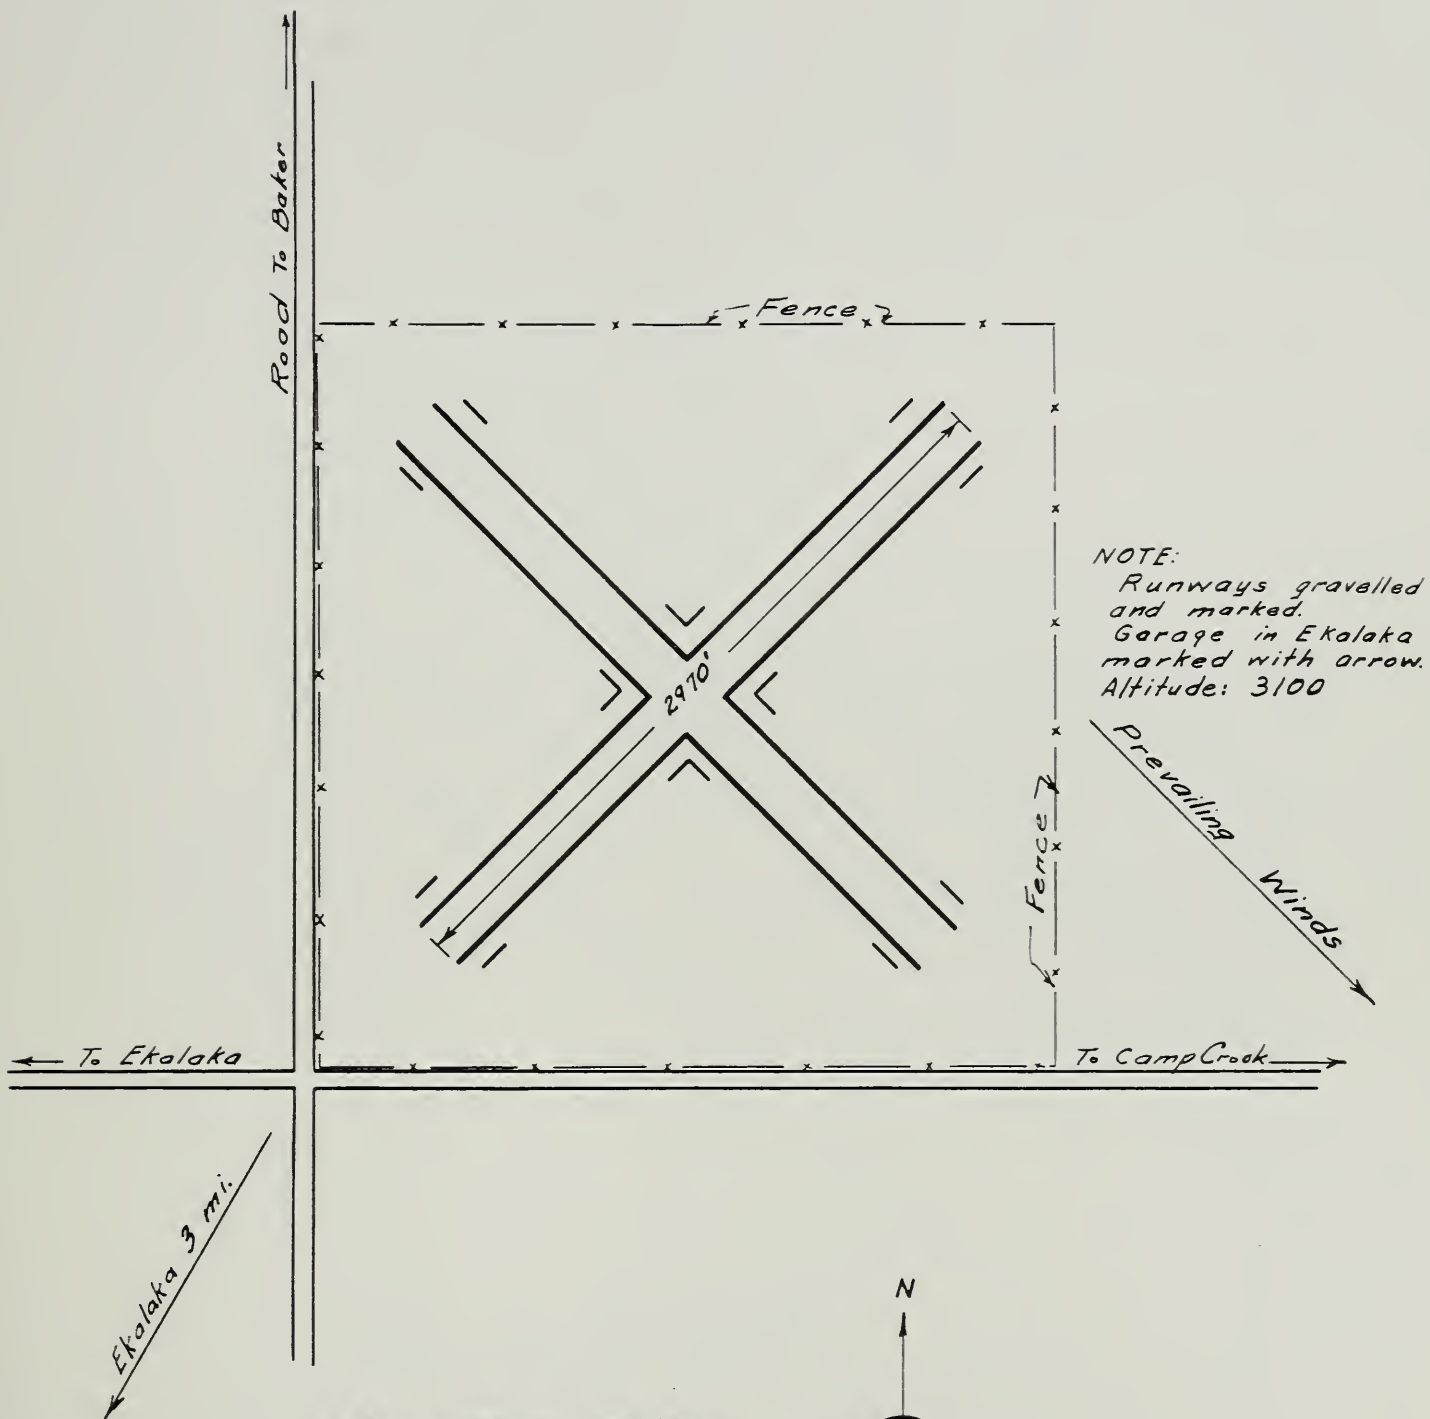 Road To Baker
Fence
NOTE:
Runways gravelled
and marked.
Garage in Ekalaka
marked with arrow.
Altitude: 3100
2970'
Prevailing Winds
Fence
To Ekalaka
To Camp Crook
Ekalaka 3 mi.
N